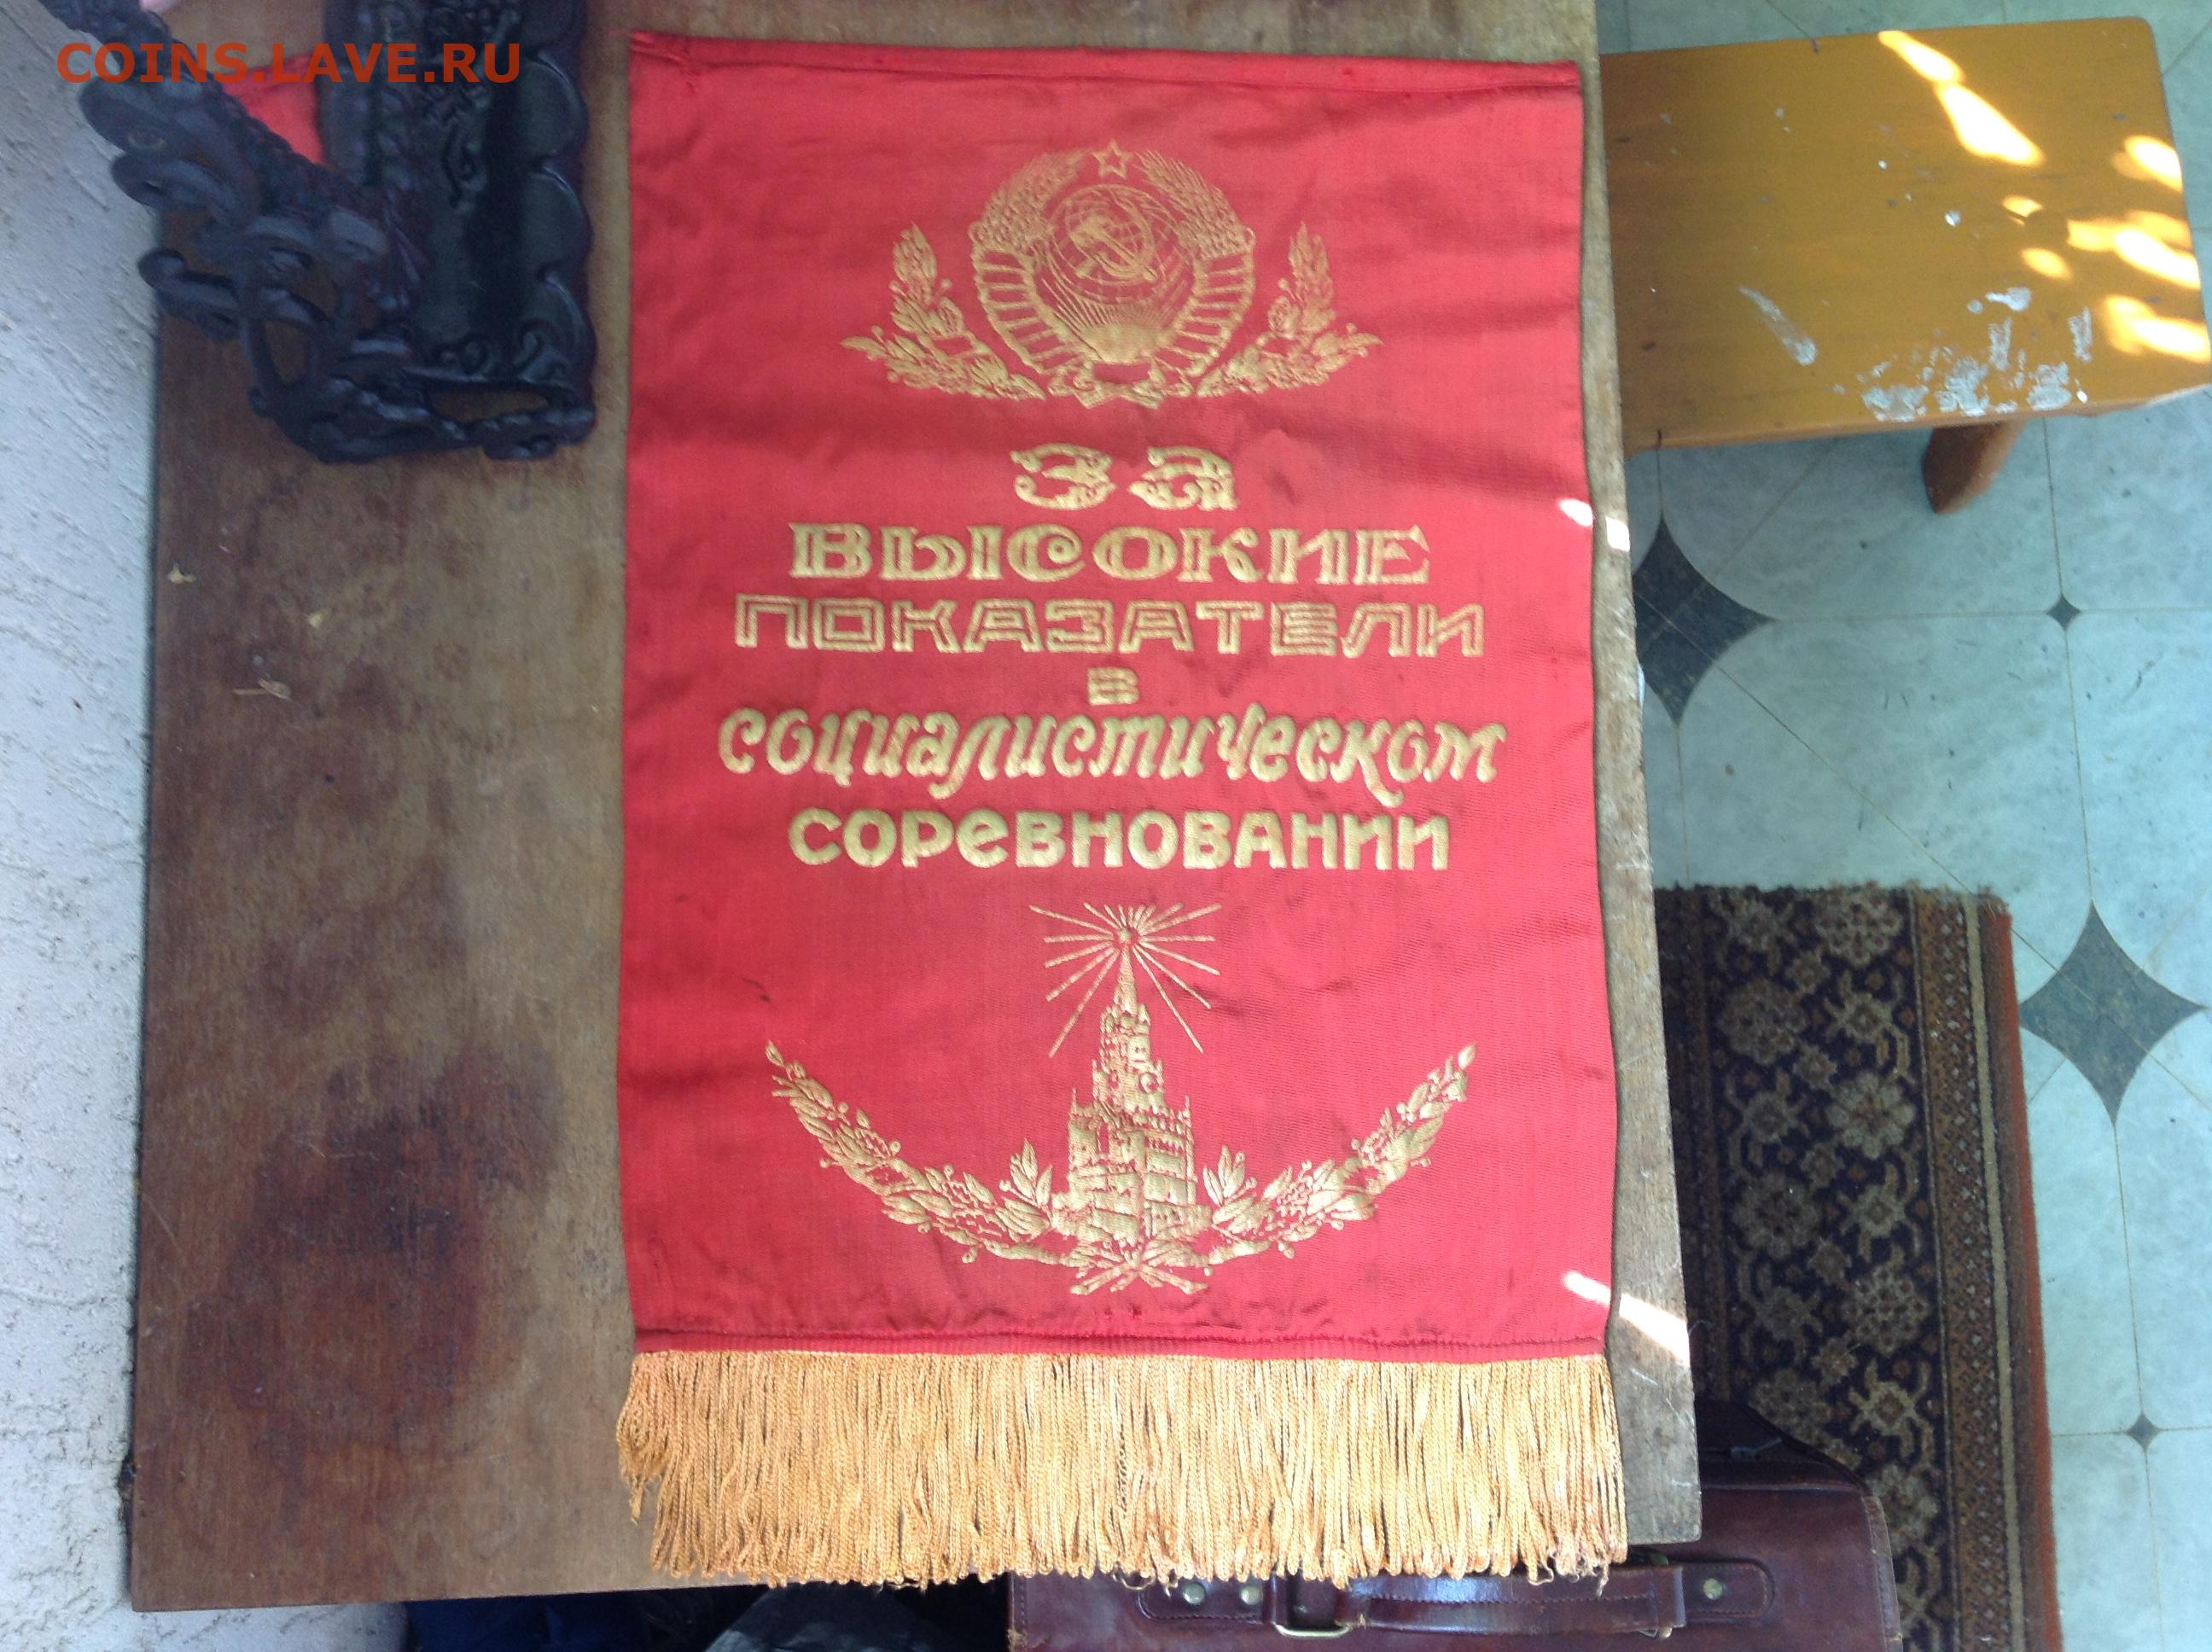 COINS.LAVE.RU
за
ВЫСОКИЕ
ПОКАЗАТЕЛИ
В
социалистическом
соревновании